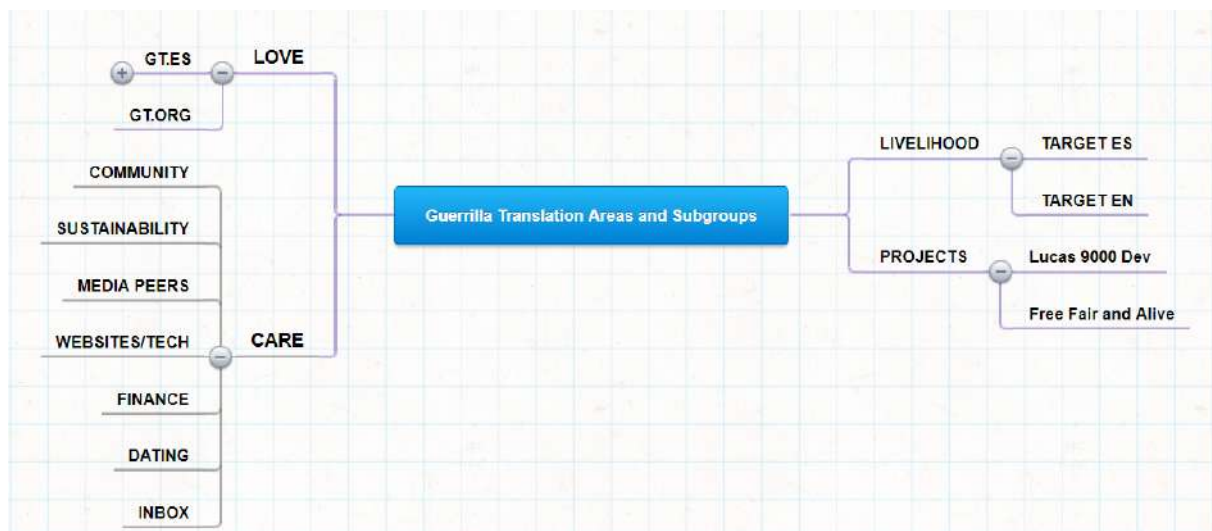 Guerrilla Translation Areas and Subgroups
LOVE
GT.ES
GT.ORG
CARE
COMMUNITY
SUSTAINABILITY
MEDIA PEERS
WEBSITES/TECH
FINANCE
DATING
INBOX
LIVELIHOOD
TARGET ES
TARGET EN
PROJECTS
Lucas 9000 Dev
Free Fair and Alive